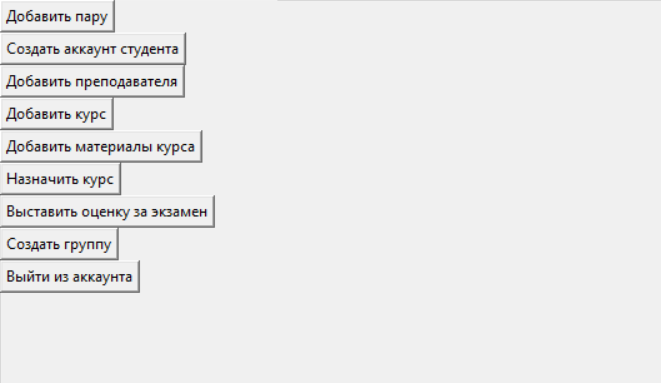 Добавить пару
Создать аккаунт студента
Добавить преподавателя
Добавить курс
Добавить материалы курса
Назначить курс
Выставить оценку за экзамен
Создать группу
Выйти из аккаунта